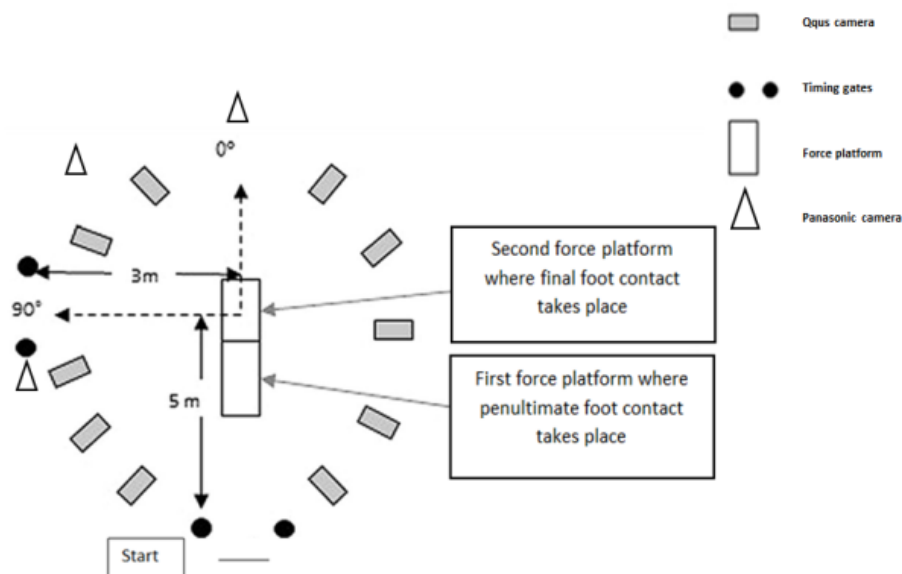 Qqus camera
Timing gates
Force platform
Panasonic camera
0°
3m
90°
5 m
Second force platform
where final foot contact
takes place
First force platform where
penultimate foot contact
takes place
Start